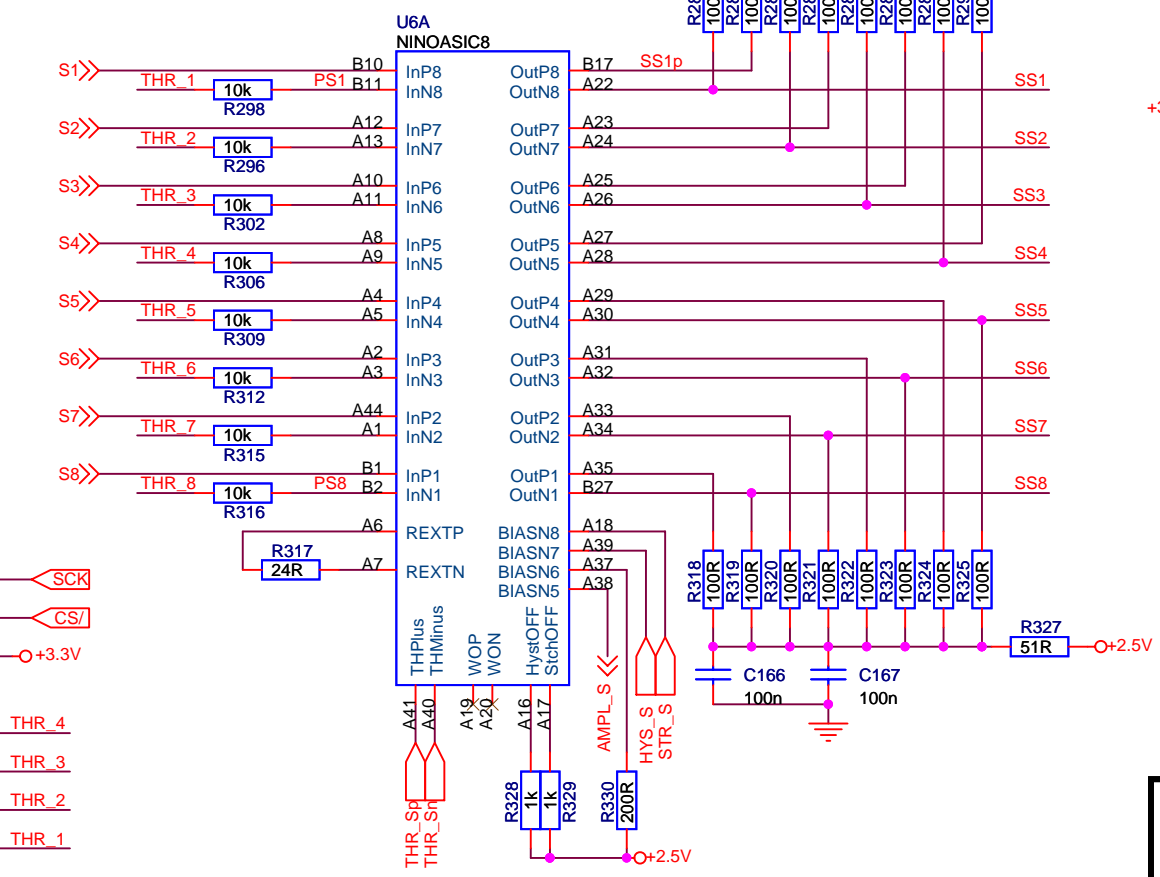 U6A
NINOASIC8
S1
THR_1
10k
R298
PS1
B10
B11
InP8
InN8
OutP8
OutN8
B17
A22
SS1p
SS1
S2
THR_2
10k
R296
A12
A13
InP7
InN7
OutP7
OutN7
A23
A24
SS2
S3
THR_3
10k
R302
A10
A11
InP6
InN6
OutP6
OutN6
A25
A26
SS3
S4
THR_4
10k
R306
A8
A9
InP5
InN5
OutP5
OutN5
A27
A28
SS4
S5
THR_5
10k
R309
A4
A5
InP4
InN4
OutP4
OutN4
A29
A30
SS5
S6
THR_6
10k
R312
A2
A3
InP3
InN3
OutP3
OutN3
A31
A32
SS6
S7
THR_7
10k
R315
A44
A1
InP2
InN2
OutP2
OutN2
A33
A34
SS7
S8
THR_8
10k
R316
PS8
B1
B2
InP1
InN1
OutP1
OutN1
A35
B27
SS8
R317
24R
A6
A7
REXTP
REXTN
BIASN8
BIASN7
BIASN6
BIASN5
A18
A39
A37
A38
SCK
CS/
+3.3V
THR_4
THR_3
THR_2
THR_1
THPlus
THMinus
WOP
WON
HystOFF
StchOFF
A41
A40
A19
A20
A16
A17
THR_Sp
THR_Sn
AMPL_S
HYS_S
STR_S
R328
1k
1k
R329
R330
200R
+2.5V
R318
100R
R319
100R
R320
100R
R321
100R
R322
100R
R323
100R
R324
100R
R325
100R
R327
51R
+2.5V
C166
100n
C167
100n